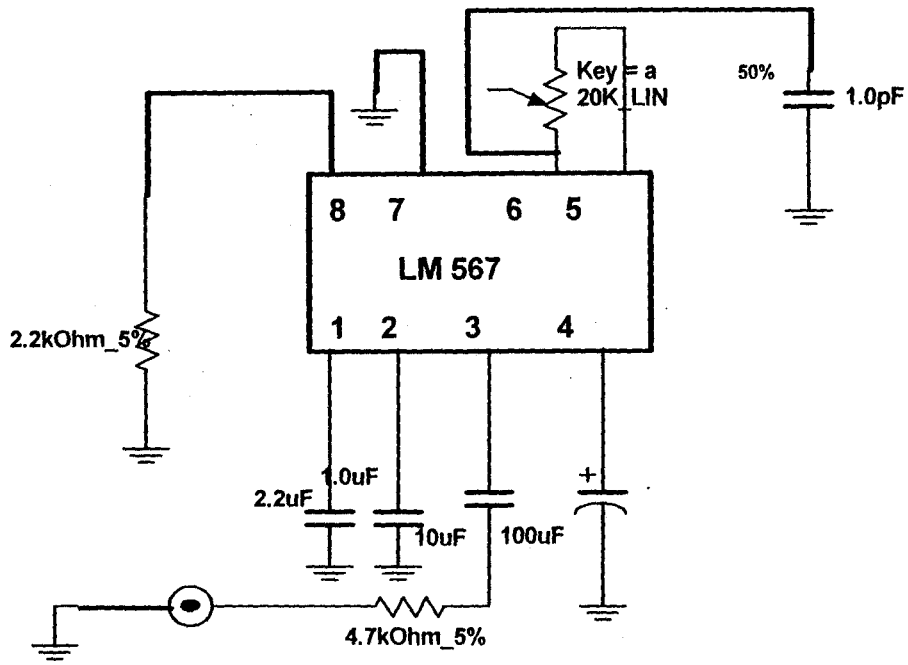 Key = a
20K_LIN
50%
1.0pF
8 7 6 5
LM 567
1 2 3 4
2.2kOhm_5%
1.0uF
2.2uF
10uF
100uF
+
4.7kOhm_5%